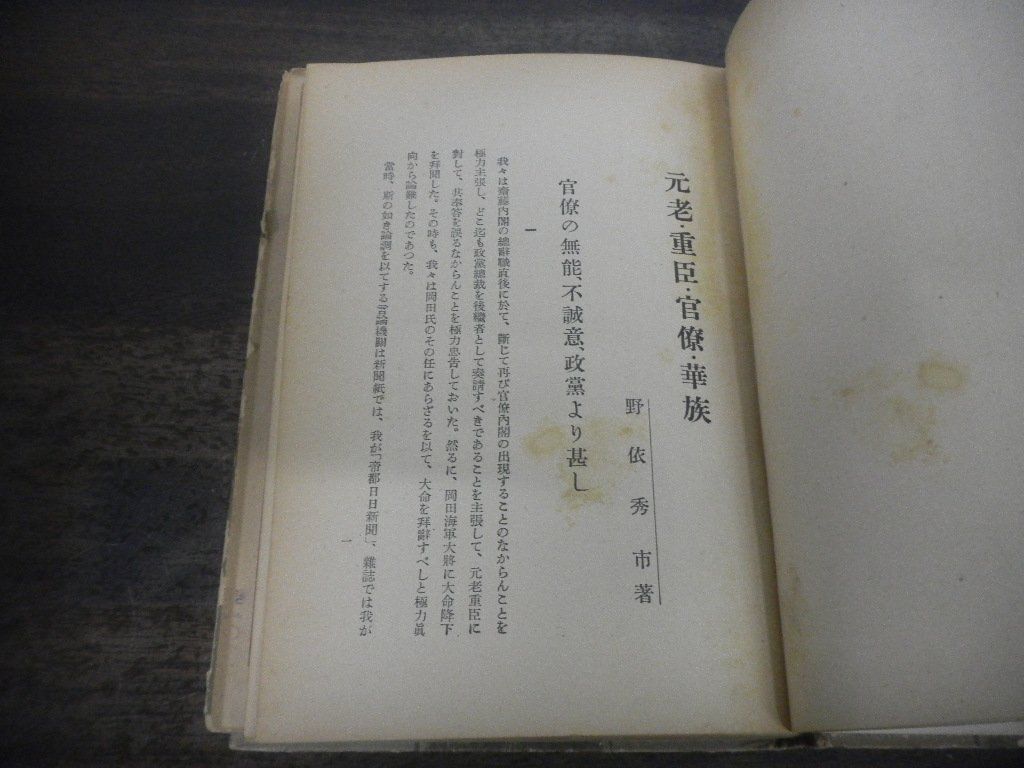 元老・重臣・官僚・華族
野依秀市著
官僚の無能、不誠意、政黨より甚し
一
我々は齋藤內閣の總辭職直後に於て、斷じて再び官僚內閣の出現することのなからんことを
極力主張し、どこ迄も政黨總裁を後繼者として奏請すべきであることを主張して、元老重臣に
對して、其奉答を誤るなからんことを極力忠告しておいた。然るに、岡田海軍大將に大命降下
を拜聞した。その時も、我々は岡田氏のその任にあらざるを以て、大命を拜辭すべしと極力眞
向から論難したのであつた。
當時、斯の如き論調を以てする言論機關は新聞紙では、我が「帝都日日新聞」、雜誌では我が
一